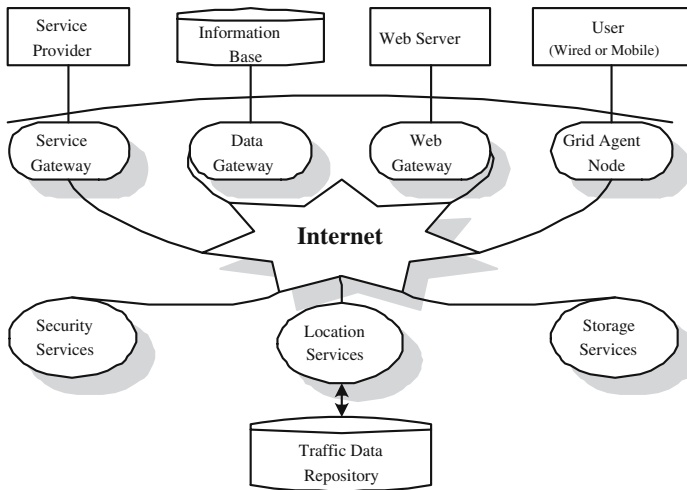 Service
Provider
Information
Base
Web Server
User
(Wired or Mobile)
Service
Gateway
Data
Gateway
Web
Gateway
Grid Agent
Node
Internet
Security
Services
Location
Services
Storage
Services
Traffic Data
Repository